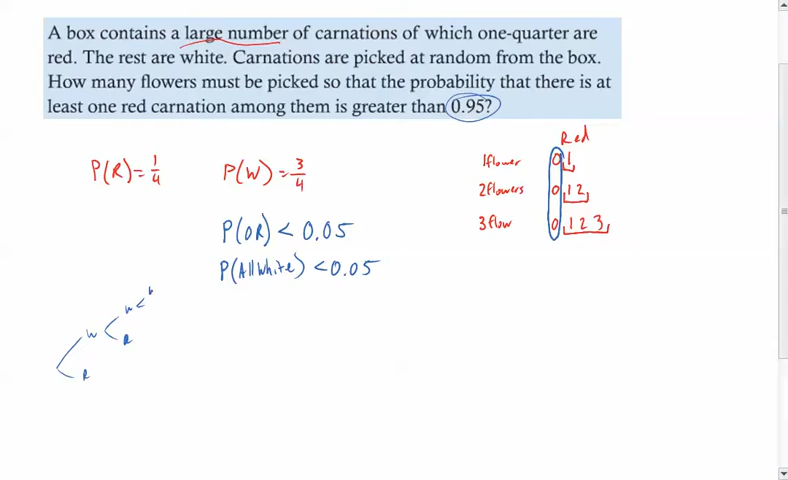 A box contains a large number of carnations of which one-quarter are
red. The rest are white. Carnations are picked at random from the box.
How many flowers must be picked so that the probability that there is at
least one red carnation among them is greater than 0.95?
Red
P(R)=1/4 P(W)=3/4
1flower 0 1
2flowers 0 1 2
3flow 0 1 2 3
P(0R) < 0.05
P(All White) < 0.05
W
W
R
R